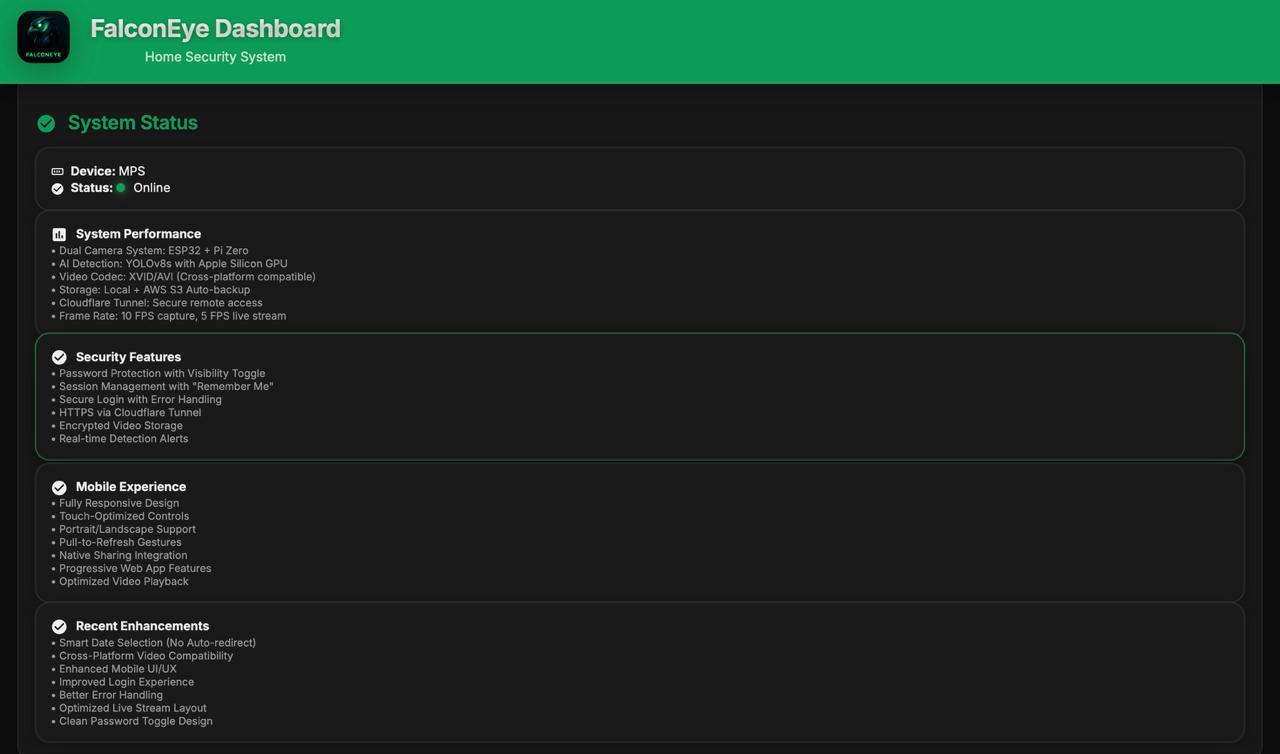 FALCONEYE
FalconEye Dashboard
Home Security System
System Status
Device: MPS
Status: Online
System Performance
• Dual Camera System: ESP32 + Pi Zero
• AI Detection: YOLOv8s with Apple Silicon GPU
• Video Codec: XVID/AVI (Cross-platform compatible)
• Storage: Local + AWS S3 Auto-backup
• Cloudflare Tunnel: Secure remote access
• Frame Rate: 10 FPS capture, 5 FPS live stream
Security Features
• Password Protection with Visibility Toggle
• Session Management with "Remember Me"
• Secure Login with Error Handling
• HTTPS via Cloudflare Tunnel
• Encrypted Video Storage
• Real-time Detection Alerts
Mobile Experience
• Fully Responsive Design
• Touch-Optimized Controls
• Portrait/Landscape Support
• Pull-to-Refresh Gestures
• Native Sharing Integration
• Progressive Web App Features
• Optimized Video Playback
Recent Enhancements
• Smart Date Selection (No Auto-redirect)
• Cross-Platform Video Compatibility
• Enhanced Mobile UI/UX
• Improved Login Experience
• Better Error Handling
• Optimized Live Stream Layout
• Clean Password Toggle Design